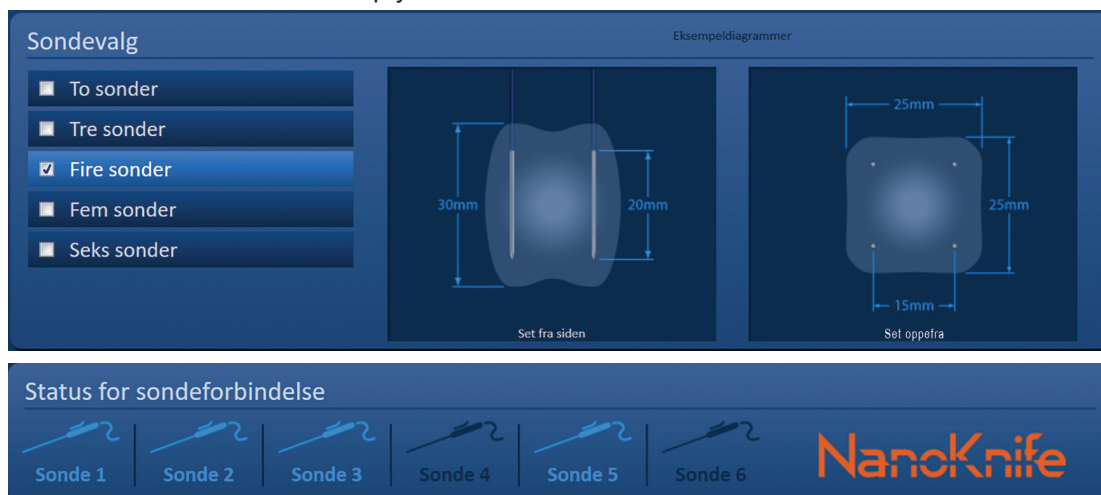 Sondevalg
Eksempeldiagrammer
To sonder
Tre sonder
Fire sonder
Fem sonder
Seks sonder
30mm
20mm
Set fra siden
25mm
25mm
15mm
Set oppefra
Status for sondeforbindelse
Sonde 1
Sonde 2
Sonde 3
Sonde 4
Sonde 5
Sonde 6
NanoKnife